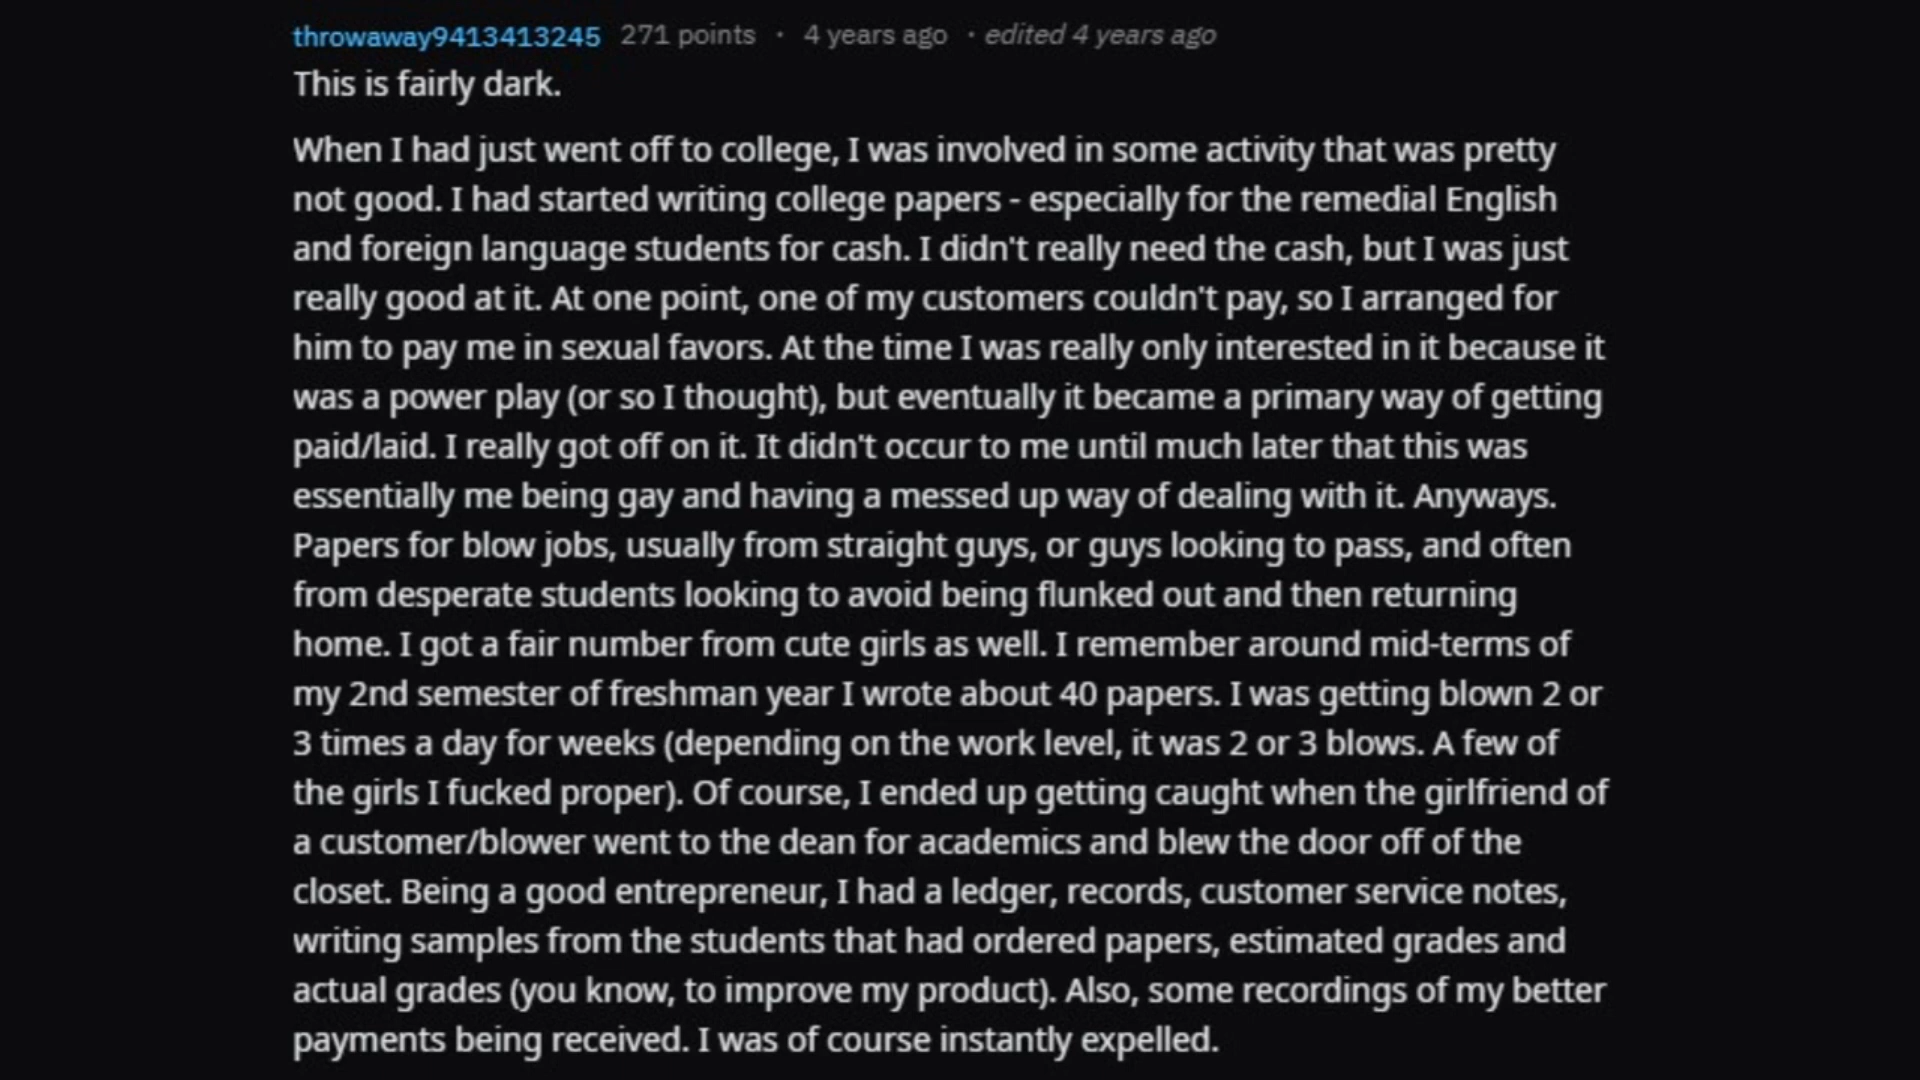 throwaway9413413245 271 points · 4 years ago · edited 4 years ago
This is fairly dark.
When I had just went off to college, I was involved in some activity that was pretty
not good. I had started writing college papers - especially for the remedial English
and foreign language students for cash. I didn't really need the cash, but I was just
really good at it. At one point, one of my customers couldn't pay, so I arranged for
him to pay me in sexual favors. At the time I was really only interested in it because it
was a power play (or so I thought), but eventually it became a primary way of getting
paid/laid. I really got off on it. It didn't occur to me until much later that this was
essentially me being gay and having a messed up way of dealing with it. Anyways.
Papers for blow jobs, usually from straight guys, or guys looking to pass, and often
from desperate students looking to avoid being flunked out and then returning
home. I got a fair number from cute girls as well. I remember around mid-terms of
my 2nd semester of freshman year I wrote about 40 papers. I was getting blown 2 or
3 times a day for weeks (depending on the work level, it was 2 or 3 blows. A few of
the girls I fucked proper). Of course, I ended up getting caught when the girlfriend of
a customer/blower went to the dean for academics and blew the door off of the
closet. Being a good entrepreneur, I had a ledger, records, customer service notes,
writing samples from the students that had ordered papers, estimated grades and
actual grades (you know, to improve my product). Also, some recordings of my better
payments being received. I was of course instantly expelled.